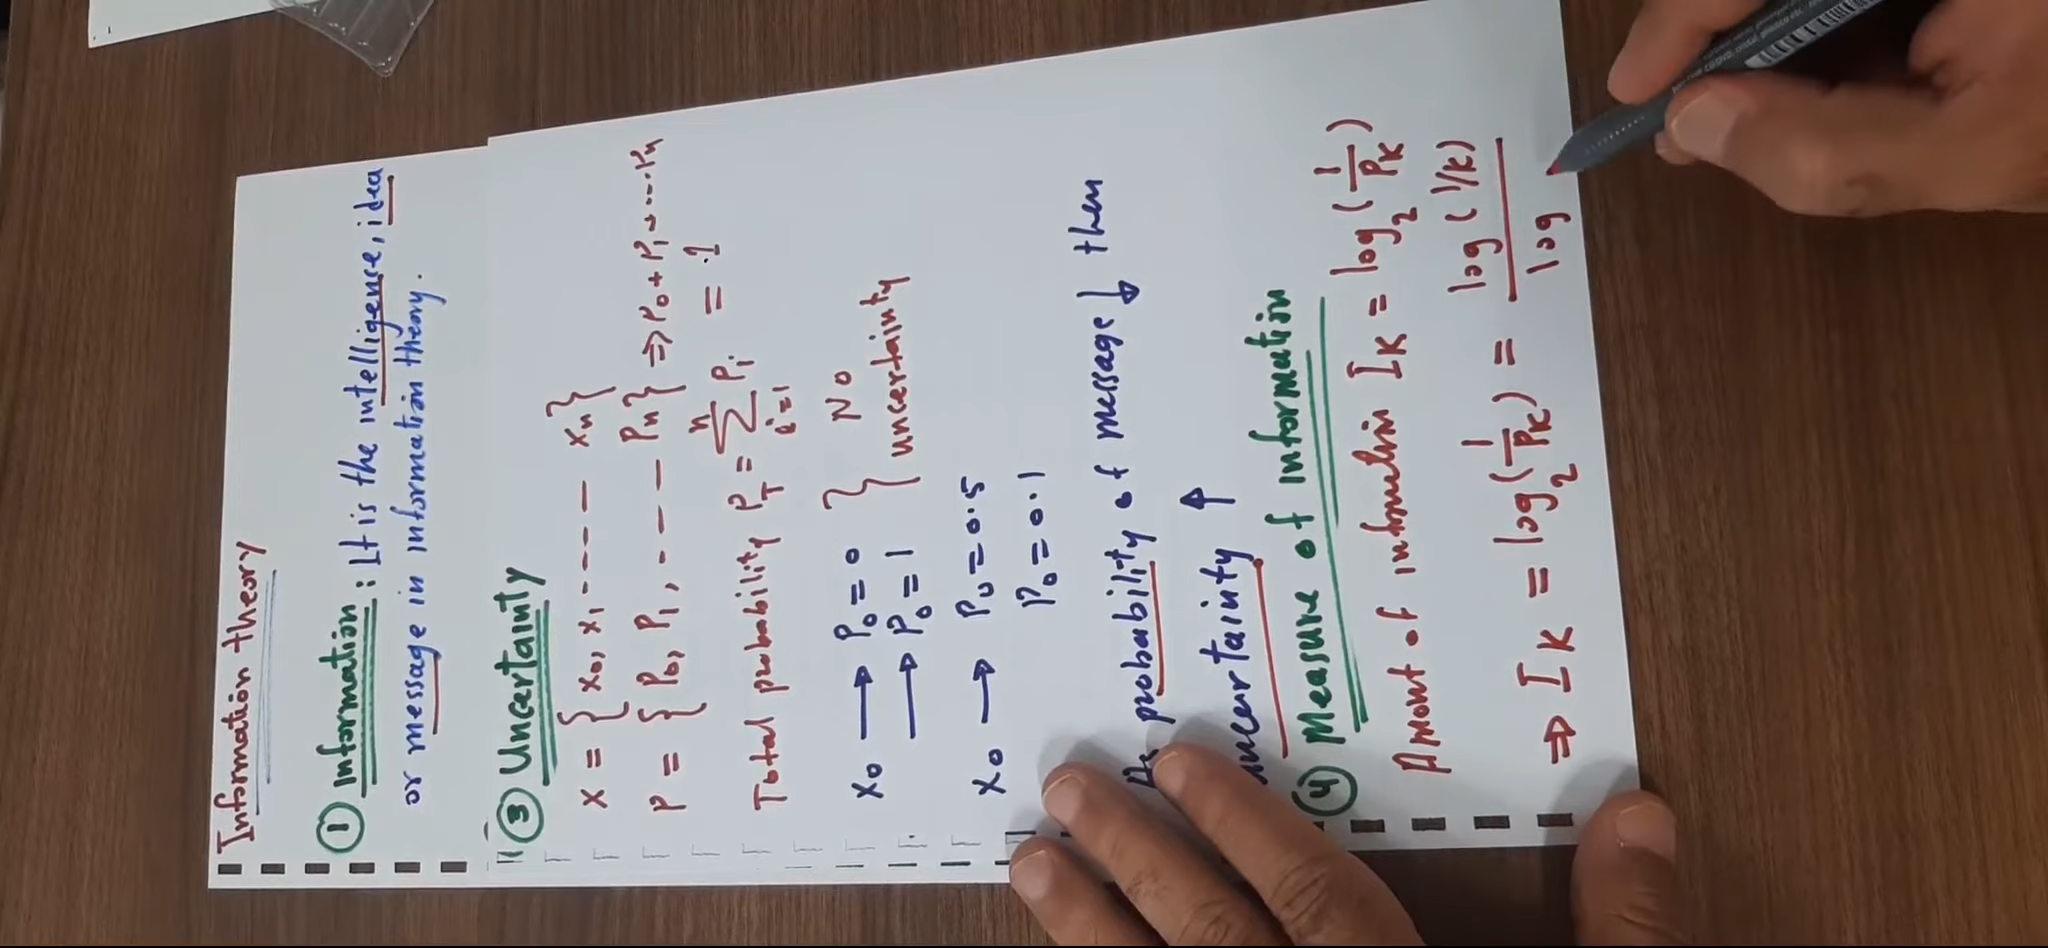 Information theory
① Information : It is the intelligense, idea
or message in information theory.
③ Uncertainty
x = { x₀, x₁ ---- xₙ}
P = { P₀, P₁, --- Pₙ} ⇒ P₀ + P₁ ... Pₙ
Total probability P_T = \sum_{i=1}^{n} Pᵢ = 1
x₀ → P₀ = 0 } No
→ P₀ = 1 uncertainty
x₀ → P₀ = 0.5
P₀ = 0.1
probability of message ↓ then
uncertainty ↑
④ Measure of Information
Amount of I_K = log₂(1/P_K)
⇒ I_K = log₂(1/P_K) = log(1/K) / log